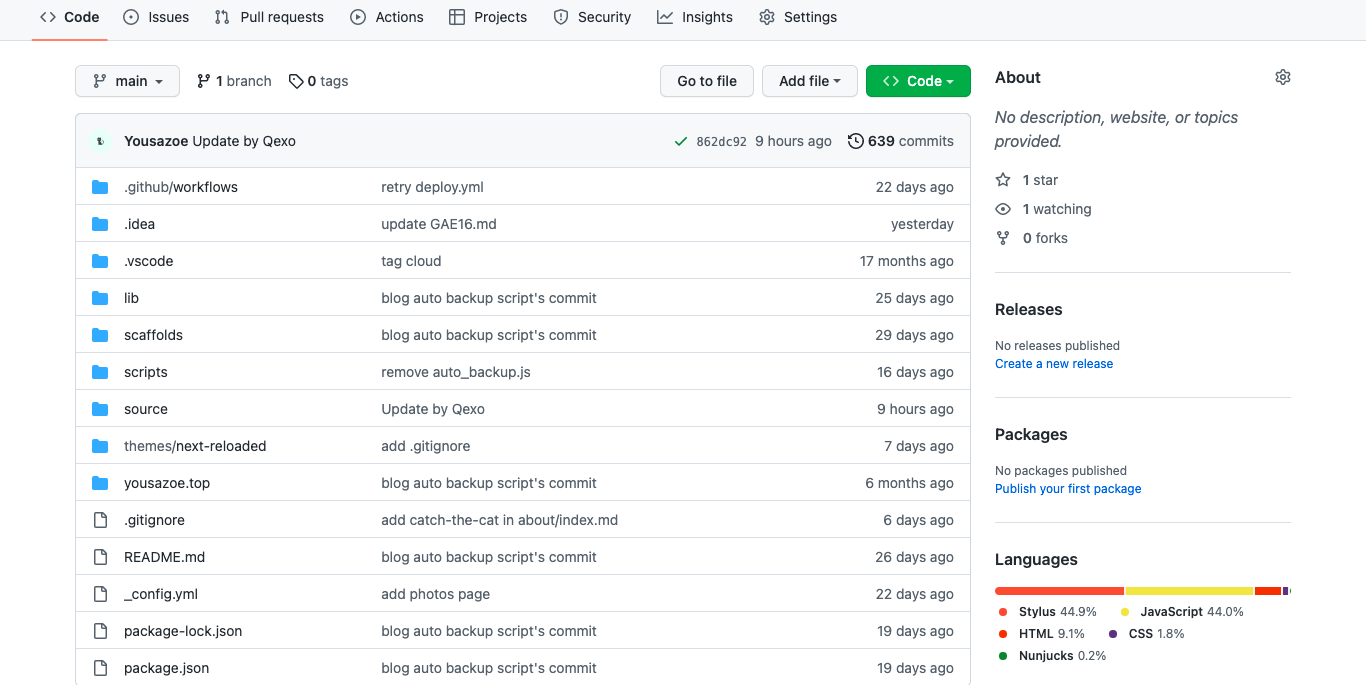 Code Issues Pull requests Actions Projects Security Insights Settings
main 1 branch 0 tags Go to file Add file Code
Yousazoe Update by Qexo 862dc92 9 hours ago 639 commits
.github/workflows retry deploy.yml 22 days ago
.idea update GAE16.md yesterday
.vscode tag cloud 17 months ago
lib blog auto backup script's commit 25 days ago
scaffolds blog auto backup script's commit 29 days ago
scripts remove auto_backup.js 16 days ago
source Update by Qexo 9 hours ago
themes/next-reloaded add .gitignore 7 days ago
yousazoe.top blog auto backup script's commit 6 months ago
.gitignore add catch-the-cat in about/index.md 6 days ago
README.md blog auto backup script's commit 26 days ago
_config.yml add photos page 22 days ago
package-lock.json blog auto backup script's commit 19 days ago
package.json blog auto backup script's commit 19 days ago
About
No description, website, or topics
provided.
1 star
1 watching
0 forks
Releases
No releases published
Create a new release
Packages
No packages published
Publish your first package
Languages
Stylus 44.9% JavaScript 44.0%
HTML 9.1% CSS 1.8%
Nunjucks 0.2%